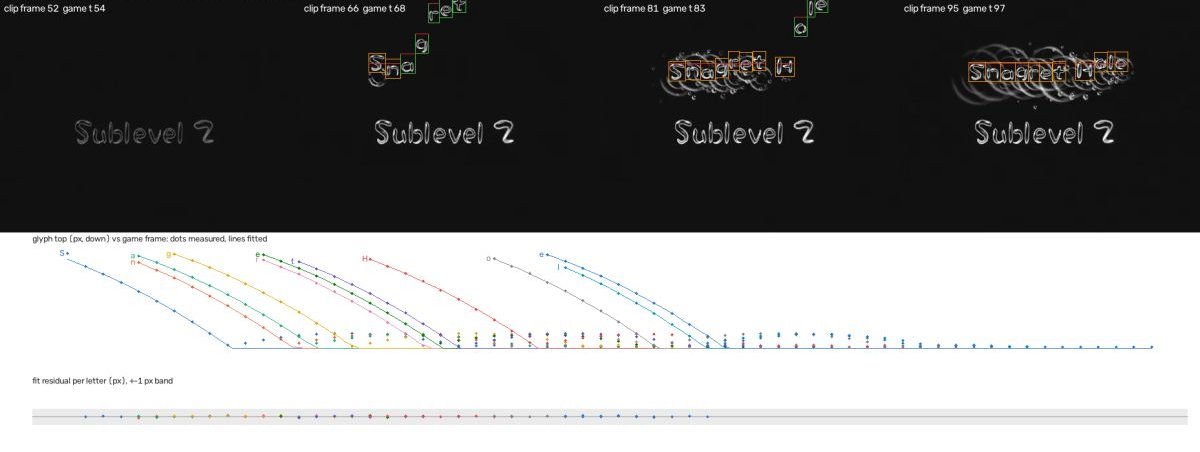 clip frame 52 game t 54
clip frame 66 game t 68
clip frame 81 game t 83
clip frame 95 game t 97
Sublevel 2
Snagret
Sublevel 2
Snagret H
o
le
Sublevel 2
Snagret Hole
Sublevel 2
glyph top (px, down) vs game frame: dots measured, lines fitted
S
n
a
g
r
e
t
H
o
l
e
fit residual per letter (px), +-1 px band